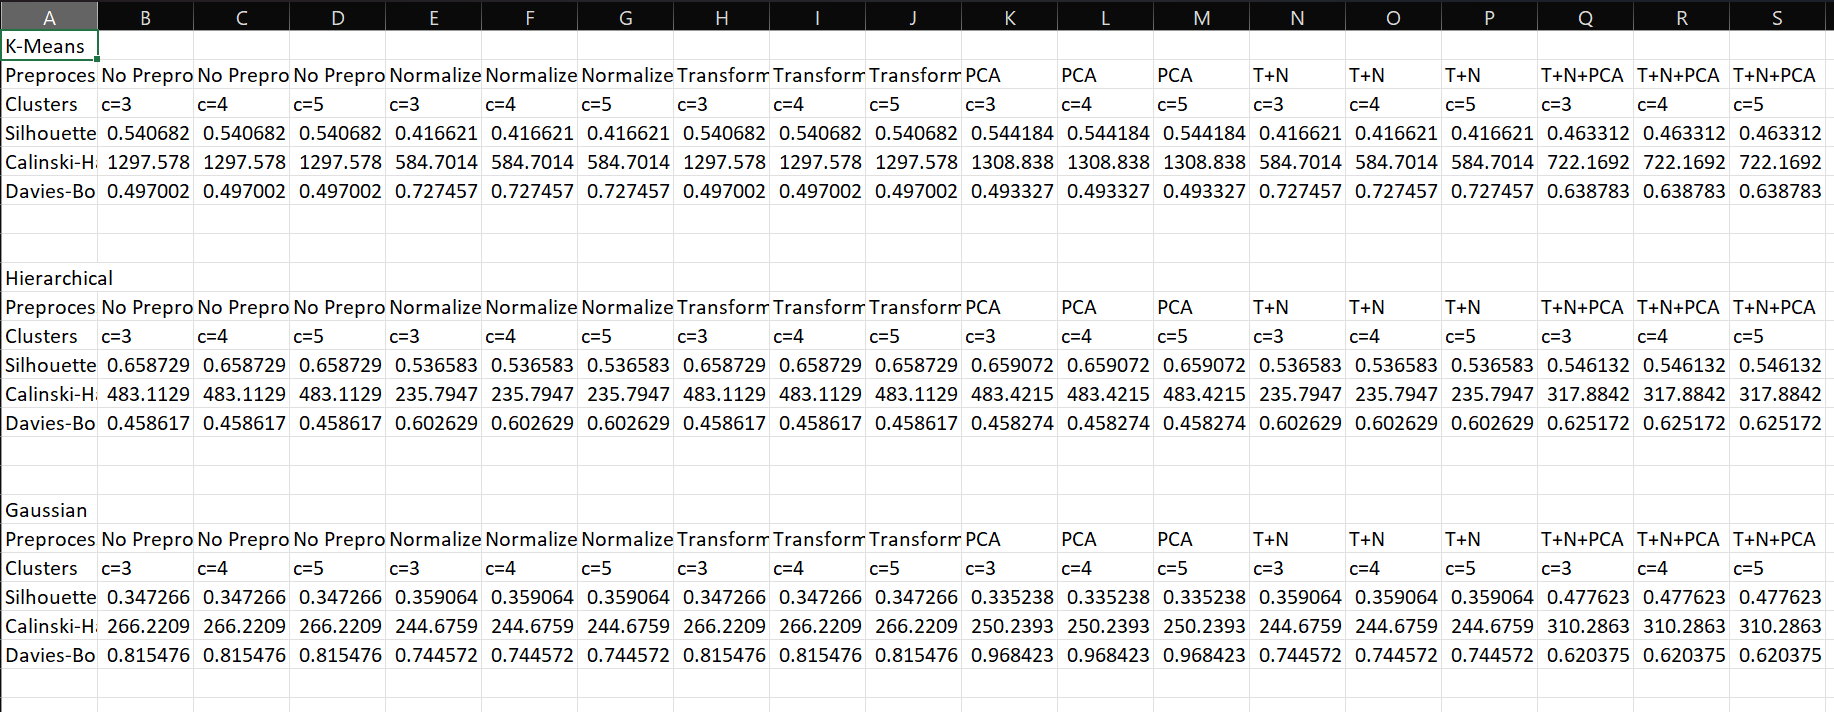 A B C D E F G H I J K L M N O P Q R S
K-Means
Preproces No Prepro No Prepro No Prepro Normalize Normalize Normalize Transform Transform Transform PCA PCA PCA T+N T+N T+N T+N+PCA T+N+PCA T+N+PCA
Clusters c=3 c=4 c=5 c=3 c=4 c=5 c=3 c=4 c=5 c=3 c=4 c=5 c=3 c=4 c=5 c=3 c=4 c=5
Silhouette 0.540682 0.540682 0.540682 0.416621 0.416621 0.416621 0.540682 0.540682 0.540682 0.544184 0.544184 0.544184 0.416621 0.416621 0.416621 0.463312 0.463312 0.463312
Calinski-H 1297.578 1297.578 1297.578 584.7014 584.7014 584.7014 1297.578 1297.578 1297.578 1308.838 1308.838 1308.838 584.7014 584.7014 584.7014 722.1692 722.1692 722.1692
Davies-Bo 0.497002 0.497002 0.497002 0.727457 0.727457 0.727457 0.497002 0.497002 0.497002 0.493327 0.493327 0.493327 0.727457 0.727457 0.727457 0.638783 0.638783 0.638783
Hierarchical
Preproces No Prepro No Prepro No Prepro Normalize Normalize Normalize Transform Transform Transform PCA PCA PCA T+N T+N T+N T+N+PCA T+N+PCA T+N+PCA
Clusters c=3 c=4 c=5 c=3 c=4 c=5 c=3 c=4 c=5 c=3 c=4 c=5 c=3 c=4 c=5 c=3 c=4 c=5
Silhouette 0.658729 0.658729 0.658729 0.536583 0.536583 0.536583 0.658729 0.658729 0.658729 0.659072 0.659072 0.659072 0.536583 0.536583 0.536583 0.546132 0.546132 0.546132
Calinski-H 483.1129 483.1129 483.1129 235.7947 235.7947 235.7947 483.1129 483.1129 483.1129 483.4215 483.4215 483.4215 235.7947 235.7947 235.7947 317.8842 317.8842 317.8842
Davies-Bo 0.458617 0.458617 0.458617 0.602629 0.602629 0.602629 0.458617 0.458617 0.458617 0.458274 0.458274 0.458274 0.602629 0.602629 0.602629 0.625172 0.625172 0.625172
Gaussian
Preproces No Prepro No Prepro No Prepro Normalize Normalize Normalize Transform Transform Transform PCA PCA PCA T+N T+N T+N T+N+PCA T+N+PCA T+N+PCA
Clusters c=3 c=4 c=5 c=3 c=4 c=5 c=3 c=4 c=5 c=3 c=4 c=5 c=3 c=4 c=5 c=3 c=4 c=5
Silhouette 0.347266 0.347266 0.347266 0.359064 0.359064 0.359064 0.347266 0.347266 0.347266 0.335238 0.335238 0.335238 0.359064 0.359064 0.359064 0.477623 0.477623 0.477623
Calinski-H 266.2209 266.2209 266.2209 244.6759 244.6759 244.6759 266.2209 266.2209 266.2209 250.2393 250.2393 250.2393 244.6759 244.6759 244.6759 310.2863 310.2863 310.2863
Davies-Bo 0.815476 0.815476 0.815476 0.744572 0.744572 0.744572 0.815476 0.815476 0.815476 0.968423 0.968423 0.968423 0.744572 0.744572 0.744572 0.620375 0.620375 0.620375